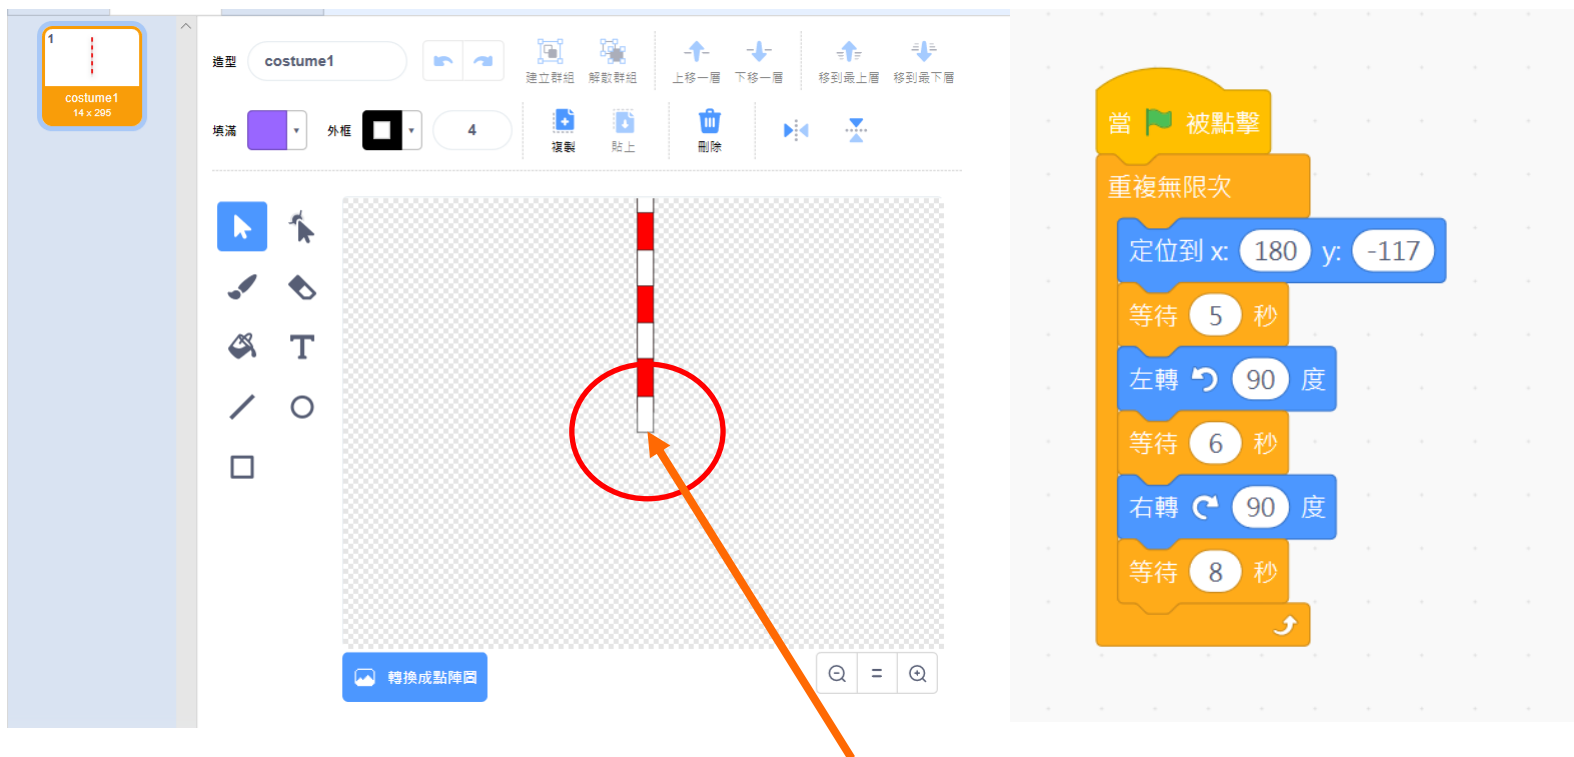 1
costume1
14 x 295
造型 costume1
建立群組 解散群組 上移一層 下移一層 移到最上層 移到最下層
填滿 外框 4
複製 貼上 刪除
T
轉換成點陣圖
=
當 被點擊
重複無限次
定位到 x: 180 y: -117
等待 5 秒
左轉 90 度
等待 6 秒
右轉 90 度
等待 8 秒